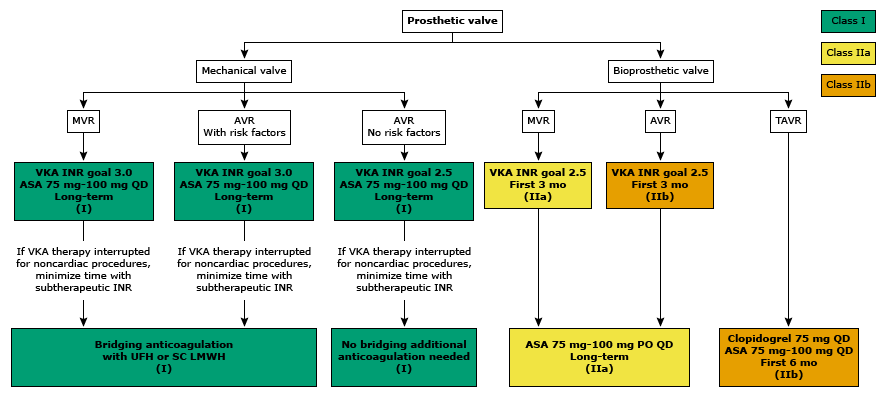 Prosthetic valve
Class I
Class IIa
Class IIb
Mechanical valve
Bioprosthetic valve
MVR
AVR
With risk factors
AVR
No risk factors
MVR
AVR
TAVR
VKA INR goal 3.0
ASA 75 mg-100 mg QD
Long-term
(I)
VKA INR goal 3.0
ASA 75 mg-100 mg QD
Long-term
(I)
VKA INR goal 2.5
ASA 75 mg-100 mg QD
Long-term
(I)
VKA INR goal 2.5
First 3 mo
(IIa)
VKA INR goal 2.5
First 3 mo
(IIb)
If VKA therapy interrupted
for noncardiac procedures,
minimize time with
subtherapeutic INR
If VKA therapy interrupted
for noncardiac procedures,
minimize time with
subtherapeutic INR
If VKA therapy interrupted
for noncardiac procedures,
minimize time with
subtherapeutic INR
Bridging anticoagulation
with UFH or SC LMWH
(I)
No bridging additional
anticoagulation needed
(I)
ASA 75 mg-100 mg PO QD
Long-term
(IIa)
Clopidogrel 75 mg QD
ASA 75 mg-100 mg QD
First 6 mo
(IIb)